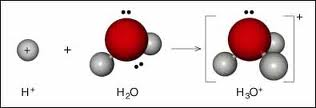 + + +
H⁺ H₂O H₃O⁺